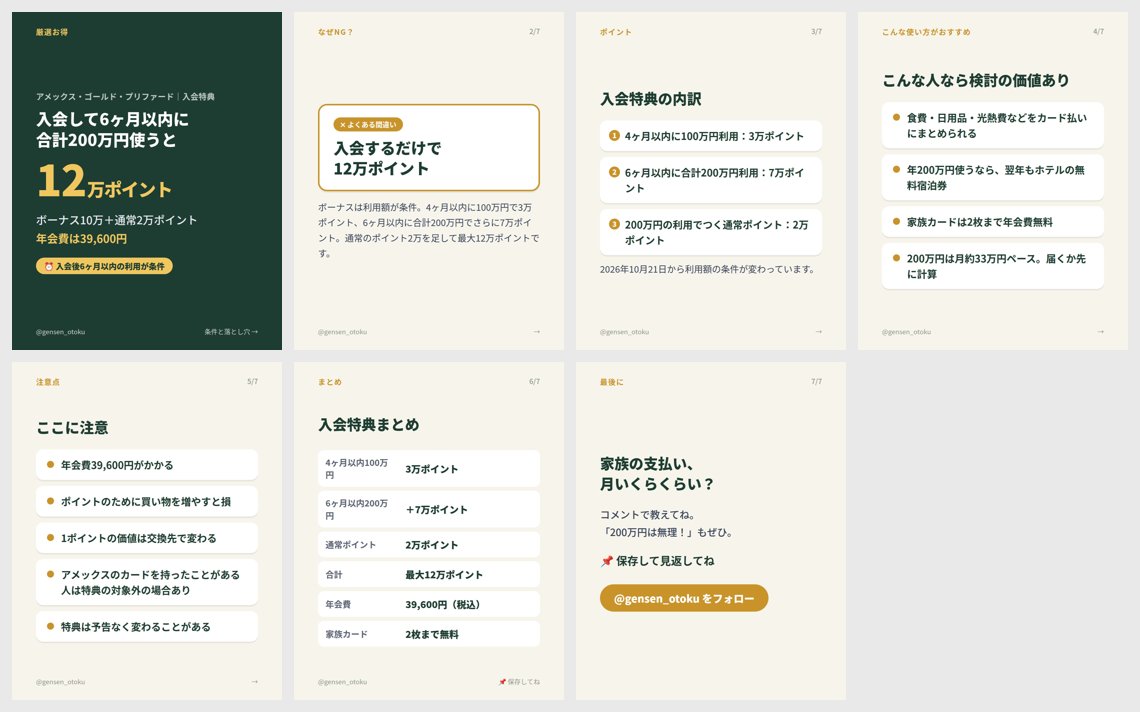 厳選お得
アメックス・ゴールド・プリファード｜入会特典
入会して6ヶ月以内に
合計200万円使うと
12万ポイント
ボーナス10万＋通常2万ポイント
年会費は39,600円
⏰ 入会後6ヶ月以内の利用が条件
@gensen_otoku
条件と落とし穴 →
なぜNG？
2/7
× よくある間違い
入会するだけで
12万ポイント
ボーナスは利用額が条件。4ヶ月以内に100万円で3万
ポイント、6ヶ月以内に合計200万円でさらに7万ポイ
ント。通常のポイント2万を足して最大12万ポイントで
す。
@gensen_otoku
→
ポイント
3/7
入会特典の内訳
1 4ヶ月以内に100万円利用：3万ポイント
2 6ヶ月以内に合計200万円利用：7万ポイ
ント
3 200万円の利用でつく通常ポイント：2万
ポイント
2026年10月21日から利用額の条件が変わっています。
@gensen_otoku
→
こんな使い方がおすすめ
4/7
こんな人なら検討の価値あり
食費・日用品・光熱費などをカード払い
にまとめられる
年200万円使うなら、翌年もホテルの無
料宿泊券
家族カードは2枚まで年会費無料
200万円は月約33万円ペース。届くか先
に計算
@gensen_otoku
→
注意点
5/7
ここに注意
年会費39,600円がかかる
ポイントのために買い物を増やすと損
1ポイントの価値は交換先で変わる
アメックスのカードを持ったことがある
人は特典の対象外の場合あり
特典は予告なく変わることがある
@gensen_otoku
→
まとめ
6/7
入会特典まとめ
4ヶ月以内100万
円
3万ポイント
6ヶ月以内200万
円
＋7万ポイント
通常ポイント
2万ポイント
合計
最大12万ポイント
年会費
39,600円（税込）
家族カード
2枚まで無料
@gensen_otoku
📌 保存してね
最後に
7/7
家族の支払い、
月いくらくらい？
コメントで教えてね。
「200万円は無理！」もぜひ。
📌 保存して見返してね
@gensen_otoku をフォロー